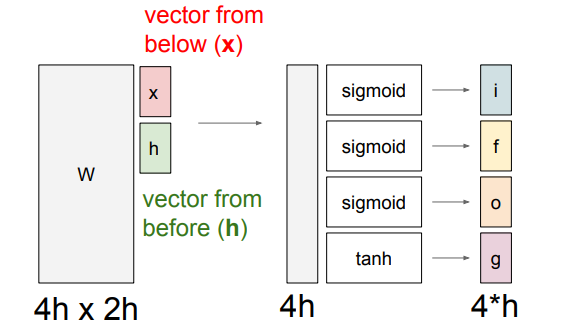 vector from
below (x)
x
h
W
vector from
before (h)
4h x 2h
sigmoid
sigmoid
sigmoid
tanh
4h
i
f
o
g
4*h